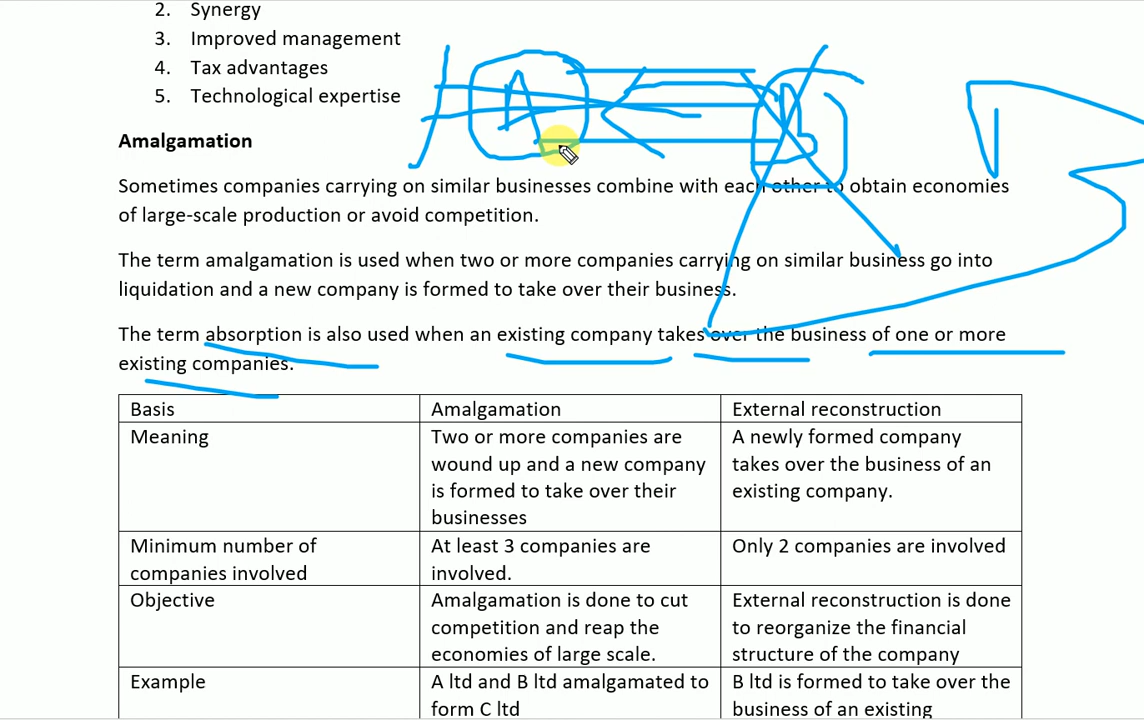 2. Synergy
3. Improved management
4. Tax advantages
5. Technological expertise
A
B
Amalgamation
Sometimes companies carrying on similar businesses combine with each other to obtain economies
of large-scale production or avoid competition.
The term amalgamation is used when two or more companies carrying on similar business go into
liquidation and a new company is formed to take over their business.
The term absorption is also used when an existing company takes over the business of one or more
existing companies.
Basis Amalgamation External reconstruction
Meaning Two or more companies are A newly formed company
wound up and a new company takes over the business of an
is formed to take over their existing company.
businesses
Minimum number of At least 3 companies are Only 2 companies are involved
companies involved involved.
Objective Amalgamation is done to cut External reconstruction is done
competition and reap the to reorganize the financial
economies of large scale. structure of the company
Example A ltd and B ltd amalgamated to B ltd is formed to take over the
form C ltd business of an existing